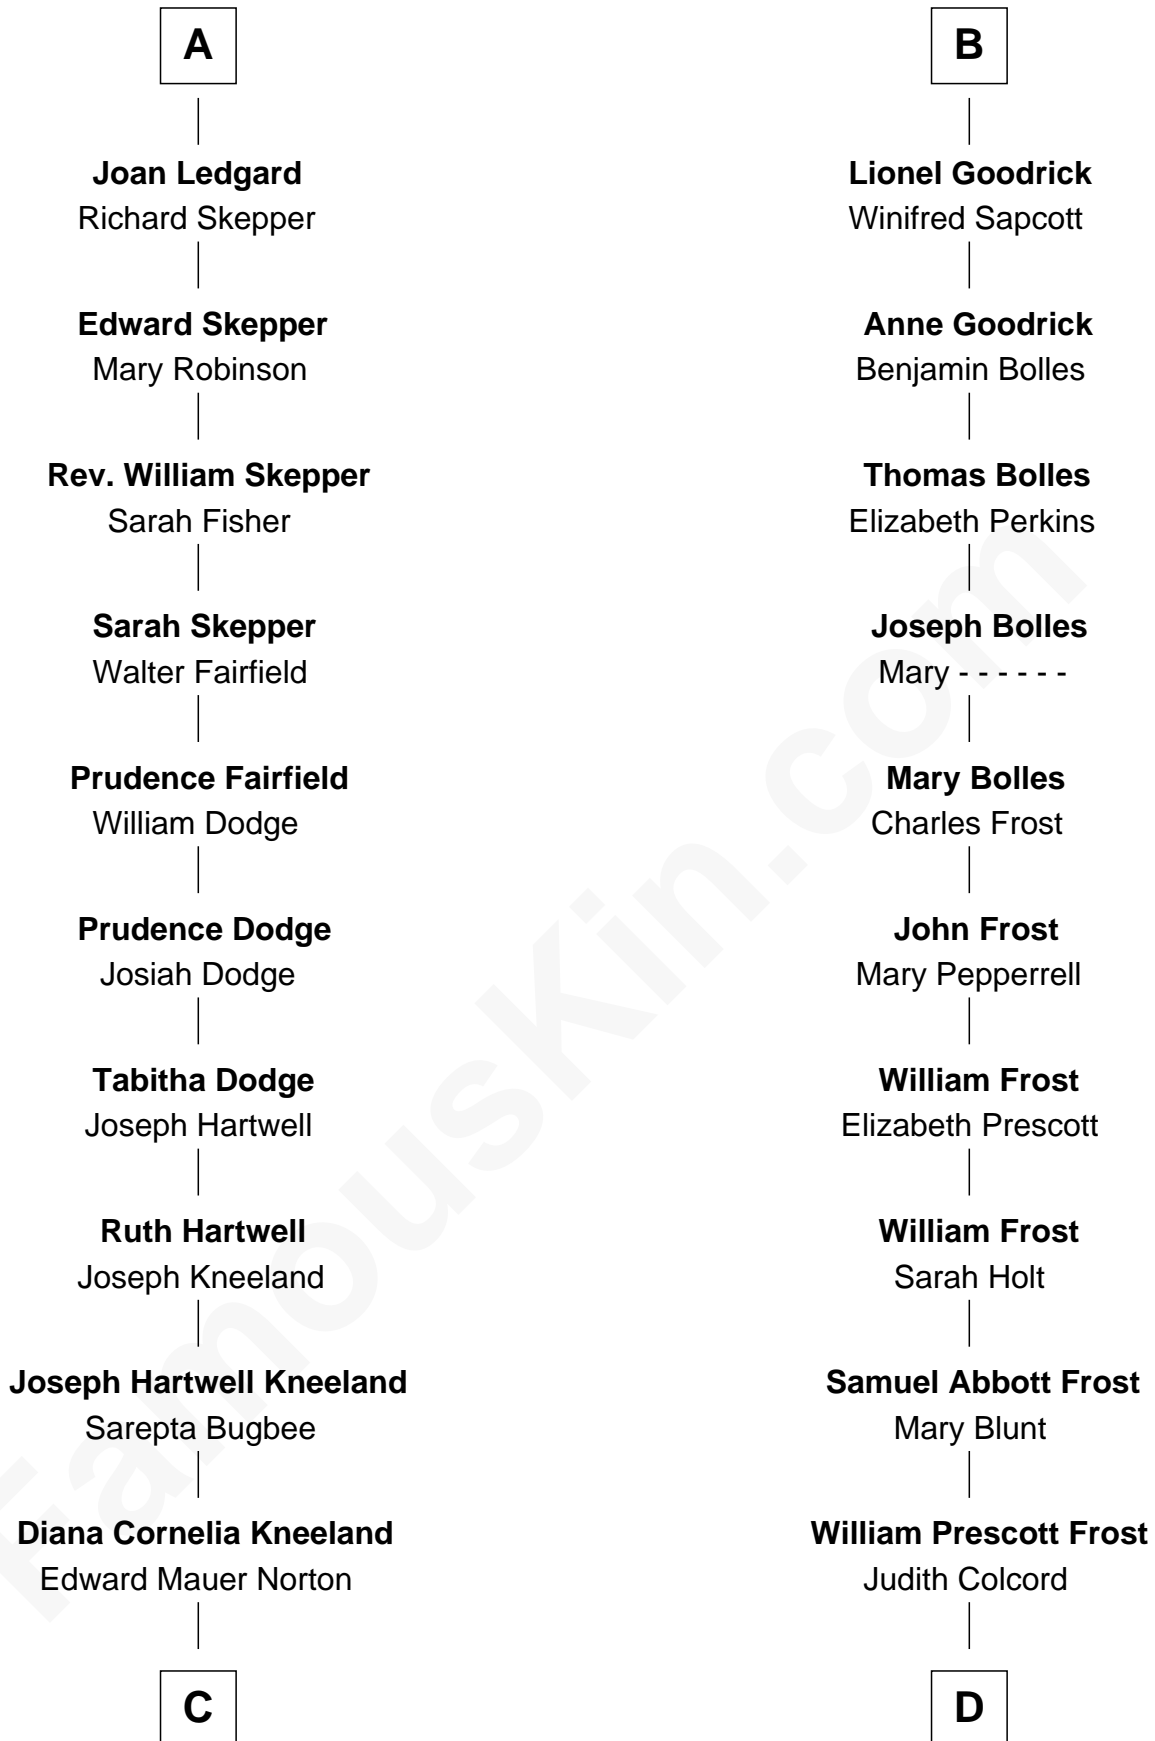 A
Joan Ledgard
Richard Skepper
Edward Skepper
Mary Robinson
Rev. William Skepper
Sarah Fisher
Sarah Skepper
Walter Fairfield
Prudence Fairfield
William Dodge
Prudence Dodge
Josiah Dodge
Tabitha Dodge
Joseph Hartwell
Ruth Hartwell
Joseph Kneeland
Joseph Hartwell Kneeland
Sarepta Bugbee
Diana Cornelia Kneeland
Edward Mauer Norton
C
B
Lionel Goodrick
Winifred Sapcott
Anne Goodrick
Benjamin Bolles
Thomas Bolles
Elizabeth Perkins
Joseph Bolles
Mary - - - - - -
Mary Bolles
Charles Frost
John Frost
Mary Pepperrell
William Frost
Elizabeth Prescott
William Frost
Sarah Holt
Samuel Abbott Frost
Mary Blunt
William Prescott Frost
Judith Colcord
D
FamousKin.com